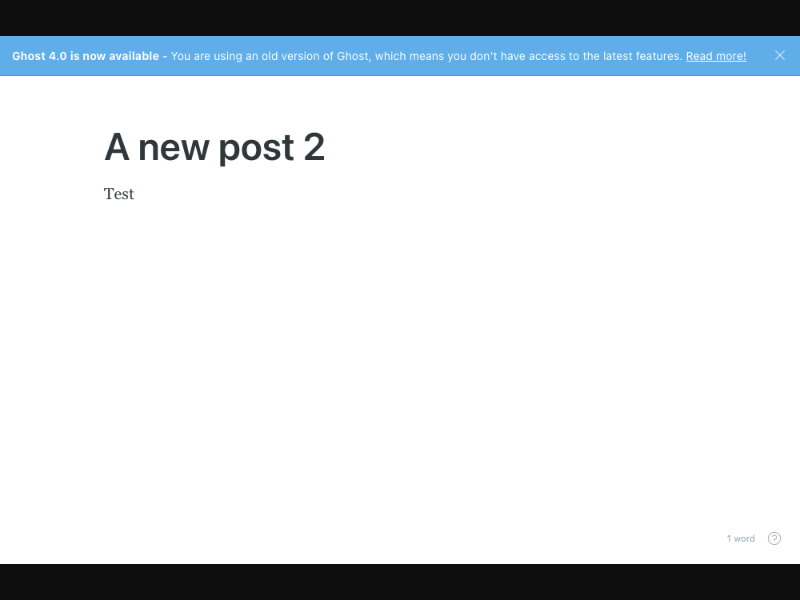 Ghost 4.0 is now available - You are using an old version of Ghost, which means you don't have access to the latest features. Read more!
A new post 2
Test
1 word
?